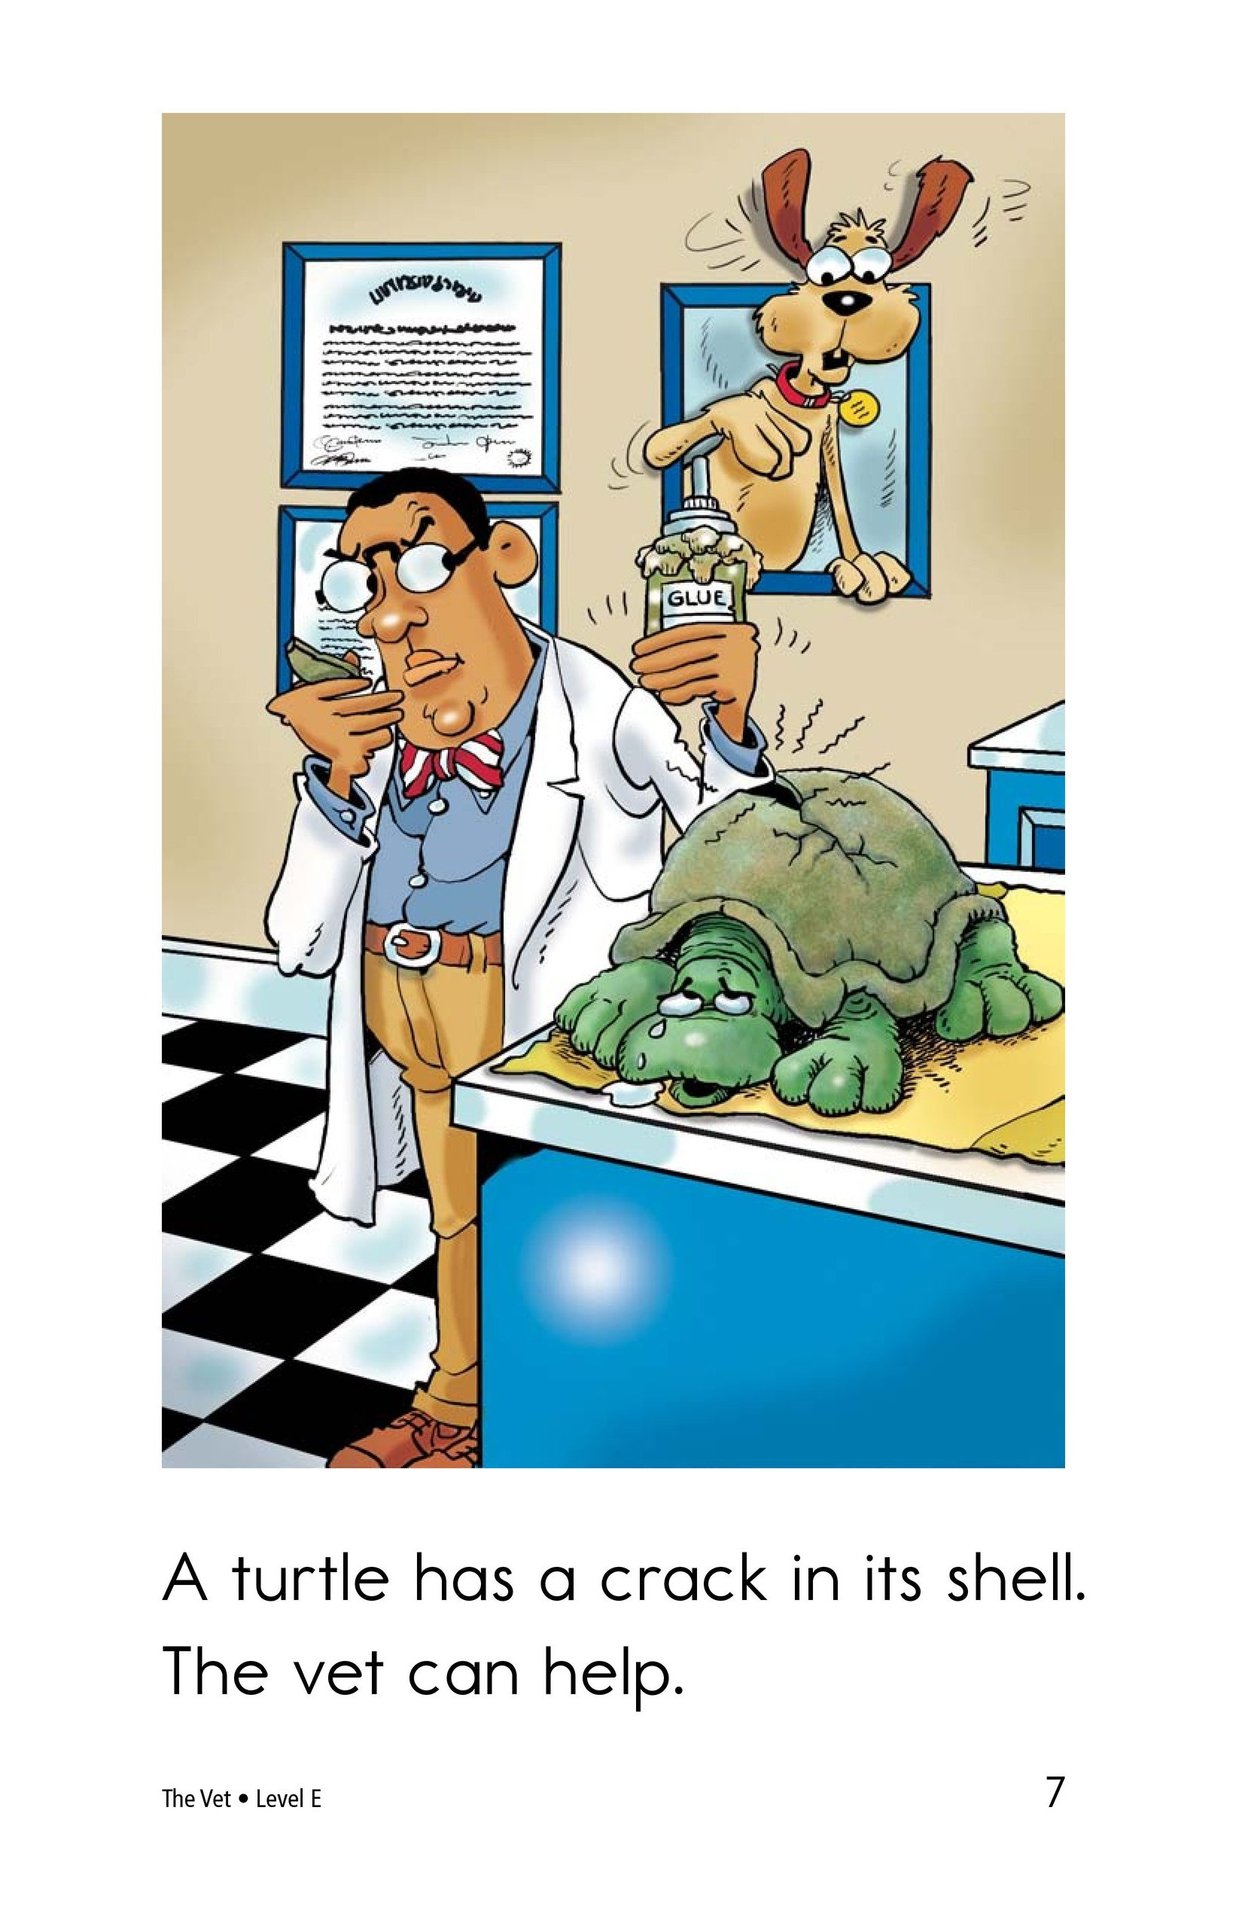 GLUE
A turtle has a crack in its shell.
The vet can help.
The Vet • Level E
7